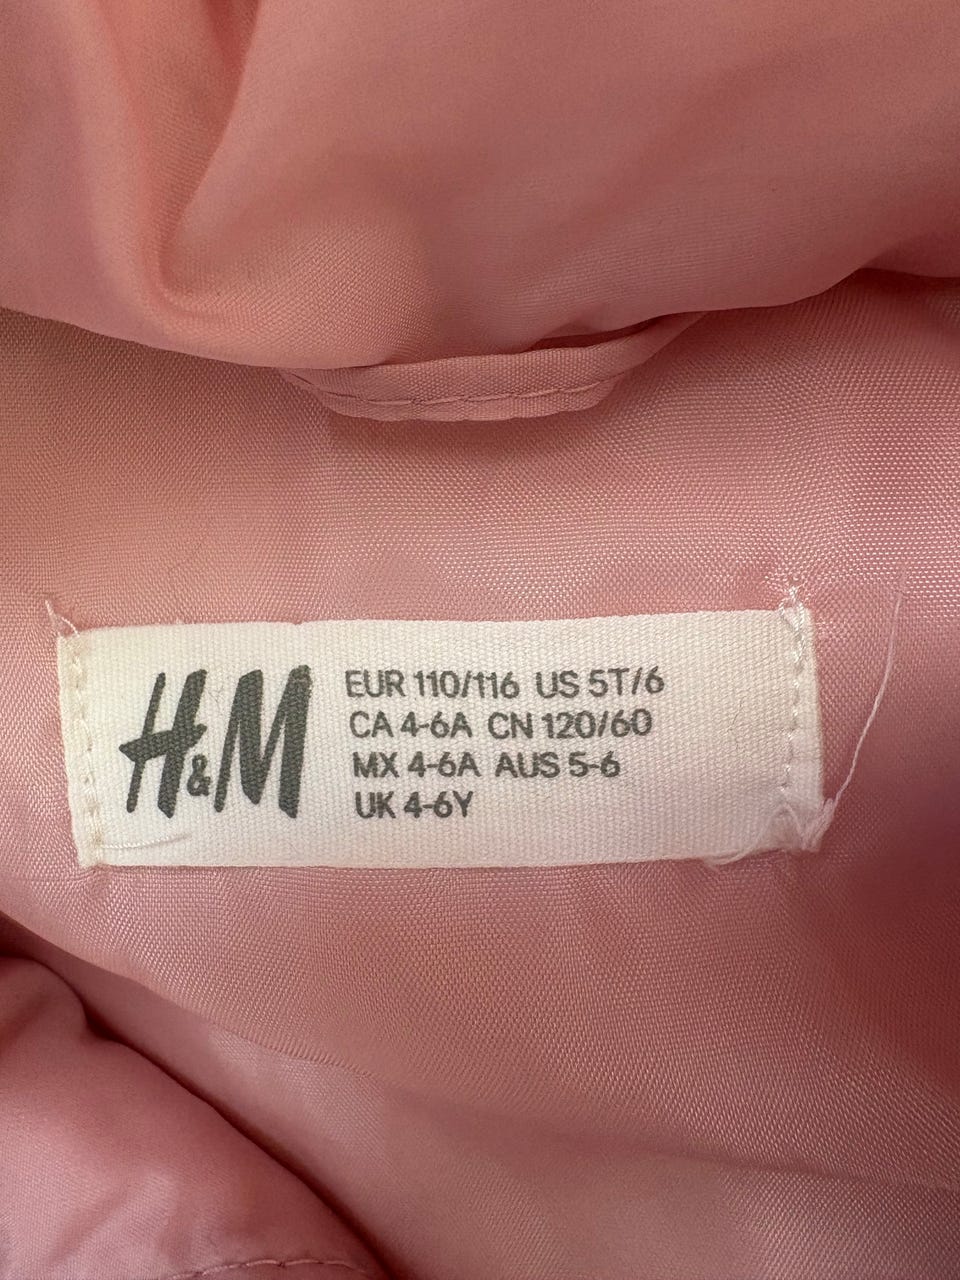 H&M
EUR 110/116 US 5T/6
CA 4-6A CN 120/60
MX 4-6A AUS 5-6
UK 4-6Y